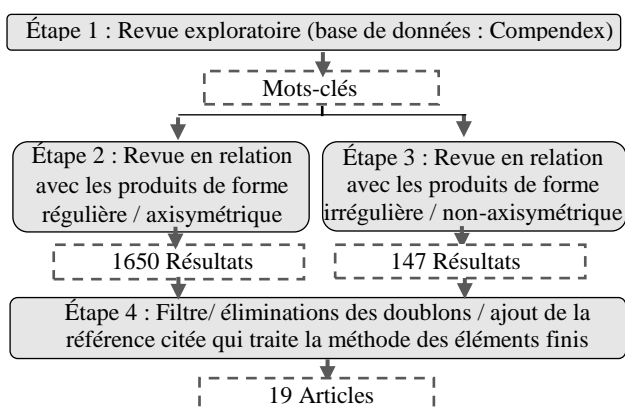 Étape 1 : Revue exploratoire (base de données : Compendex)
Mots-clés
Étape 2 : Revue en relation
avec les produits de forme
régulière / axisymétrique
Étape 3 : Revue en relation
avec les produits de forme
irrégulière / non-axisymétrique
1650 Résultats
147 Résultats
Étape 4 : Filtre/ éliminations des doublons / ajout de la
référence citée qui traite la méthode des éléments finis
19 Articles